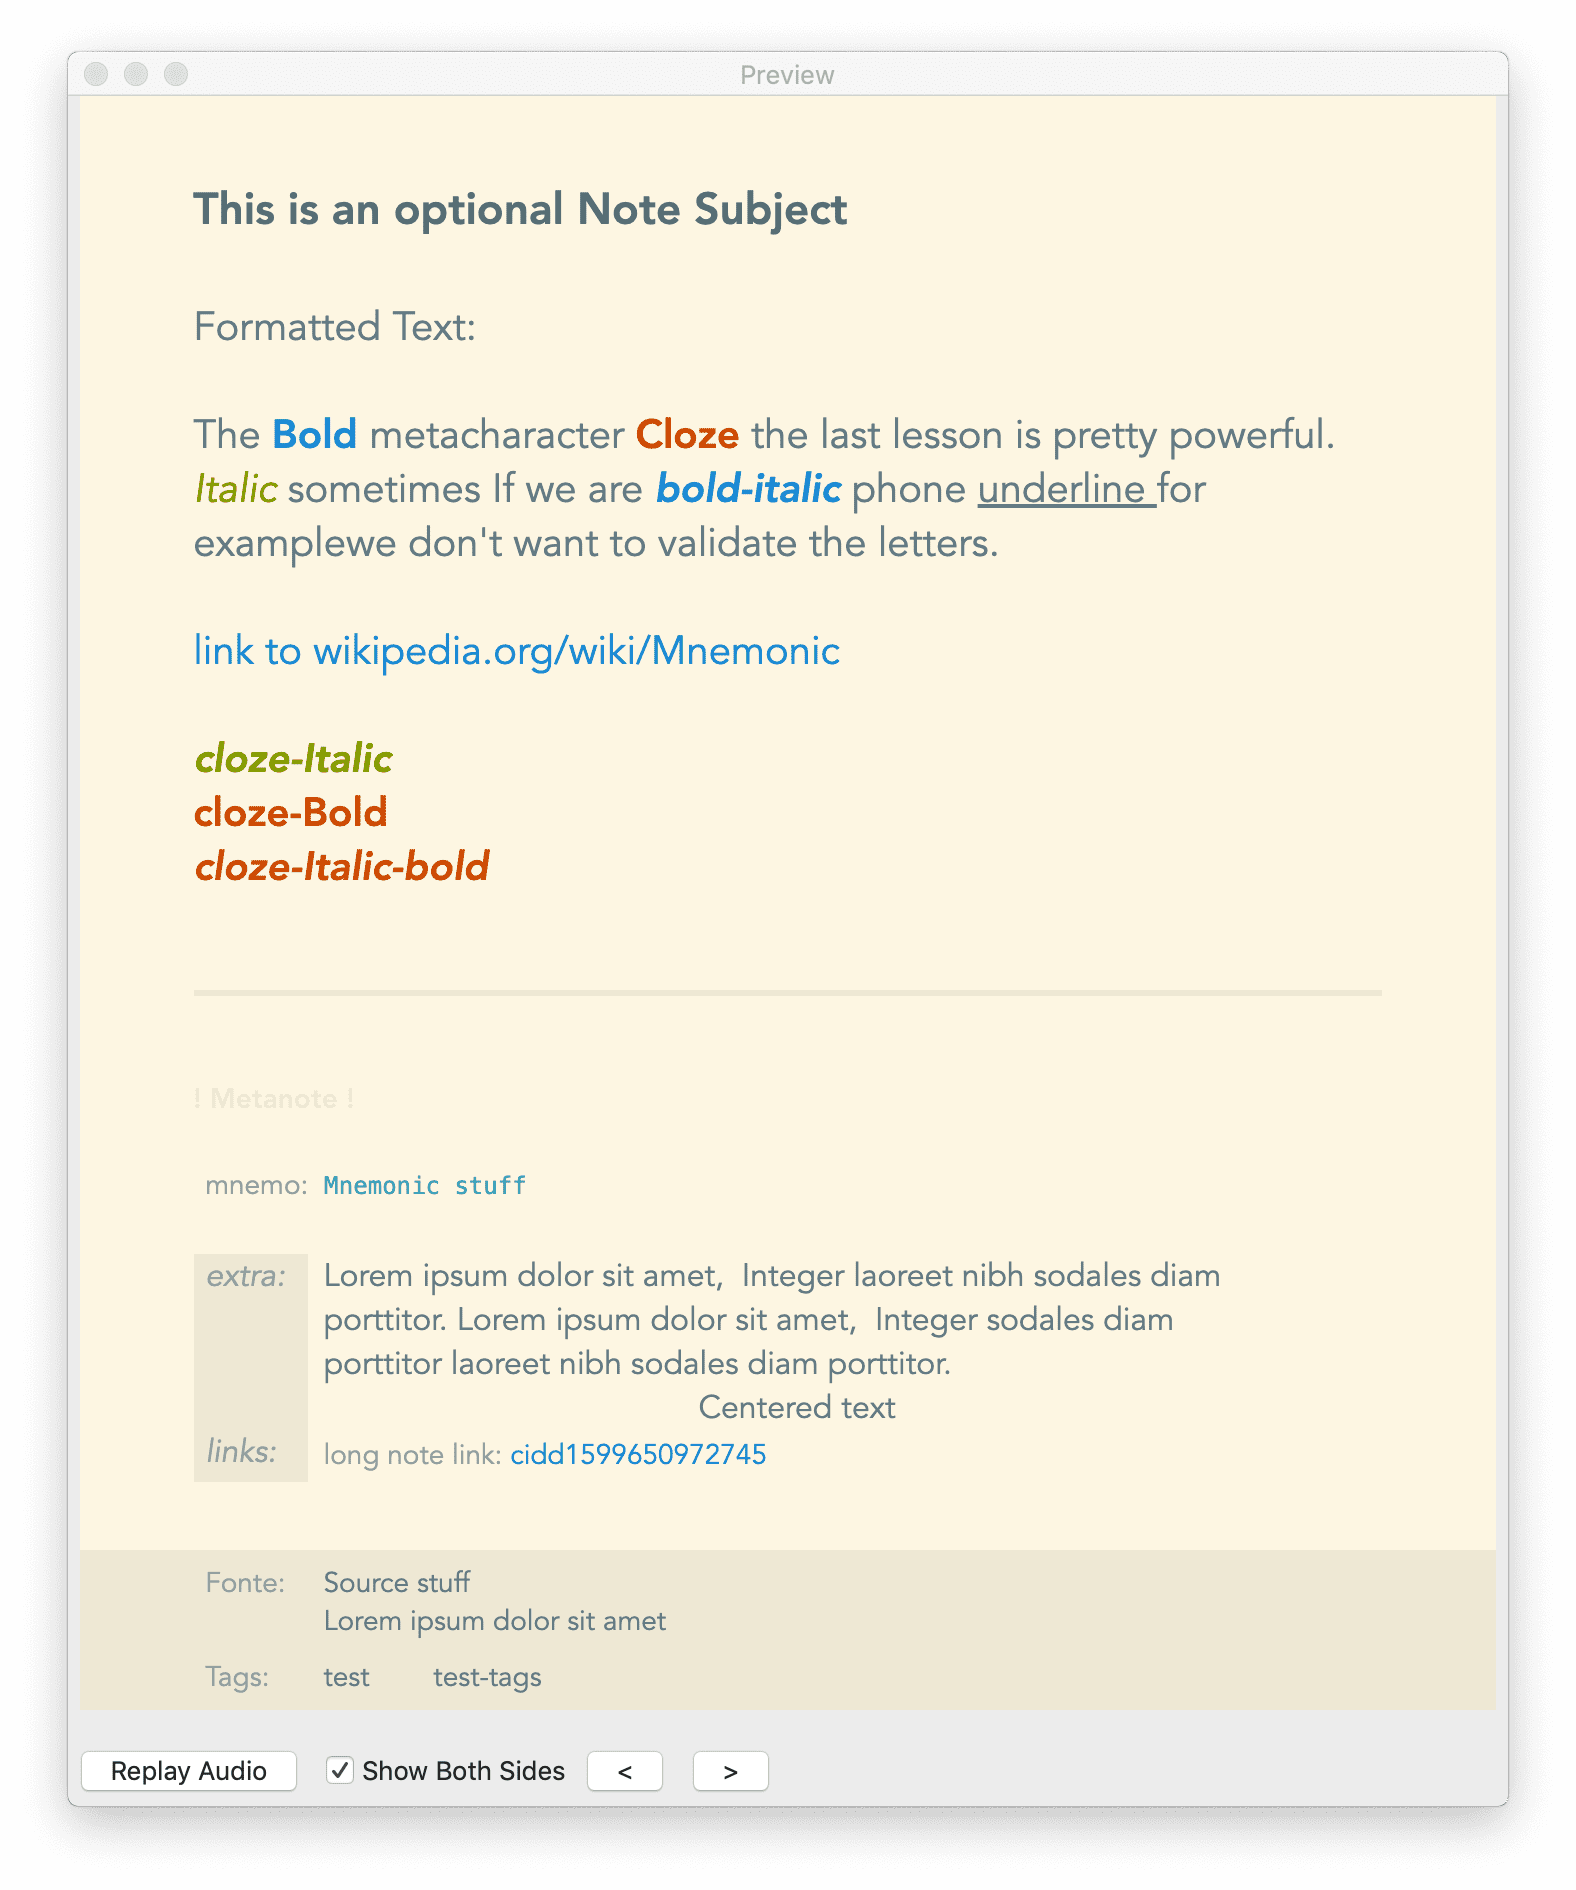 Preview
This is an optional Note Subject
Formatted Text:
The Bold metacharacter Cloze the last lesson is pretty powerful.
Italic sometimes If we are bold-italic phone underline for
examplewe don't want to validate the letters.
link to wikipedia.org/wiki/Mnemonic
cloze-Italic
cloze-Bold
cloze-Italic-bold
! Metanote !
mnemo: Mnemonic stuff
extra: Lorem ipsum dolor sit amet,  Integer laoreet nibh sodales diam
porttitor. Lorem ipsum dolor sit amet,  Integer sodales diam
porttitor laoreet nibh sodales diam porttitor.
Centered text
links: long note link: cidd1599650972745
Fonte: Source stuff
Lorem ipsum dolor sit amet
Tags: test test-tags
Replay Audio Show Both Sides < >